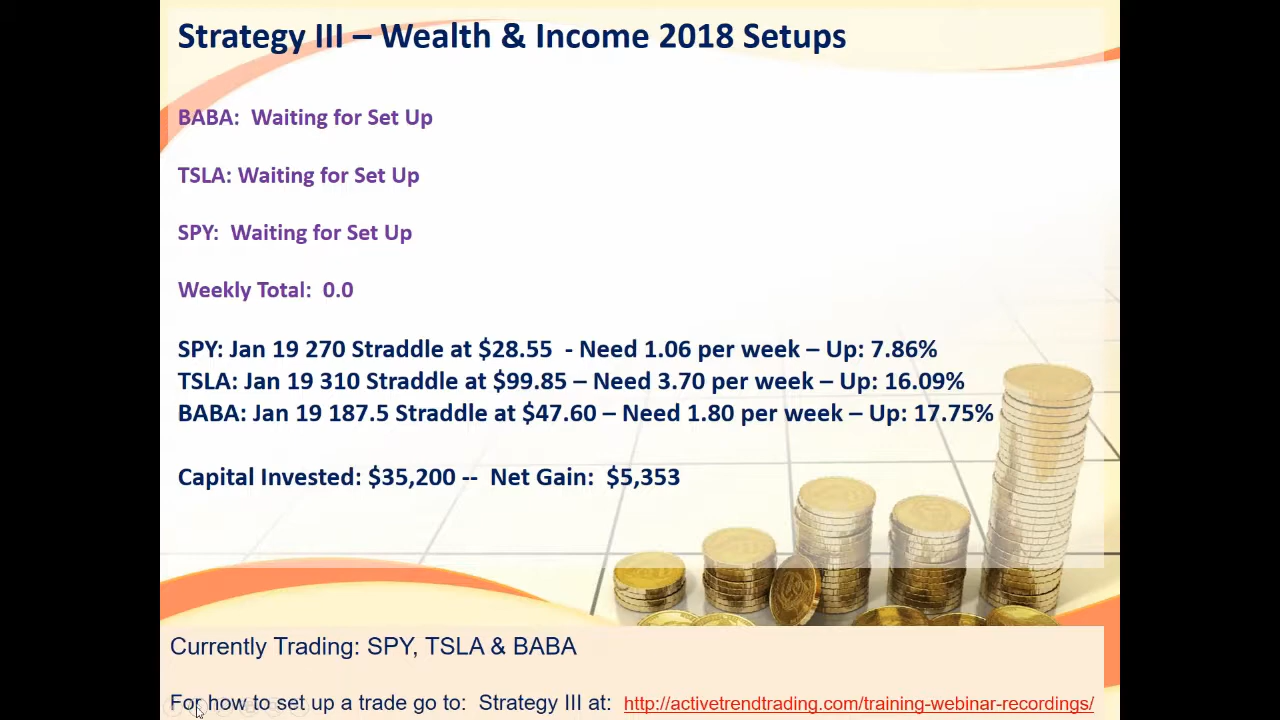 Strategy III – Wealth & Income 2018 Setups
BABA:  Waiting for Set Up
TSLA: Waiting for Set Up
SPY:  Waiting for Set Up
Weekly Total:  0.0
SPY: Jan 19 270 Straddle at $28.55  - Need 1.06 per week – Up: 7.86%
TSLA: Jan 19 310 Straddle at $99.85 – Need 3.70 per week – Up: 16.09%
BABA: Jan 19 187.5 Straddle at $47.60 – Need 1.80 per week – Up: 17.75%
Capital Invested: $35,200 --  Net Gain:  $5,353
Currently Trading: SPY, TSLA & BABA
For how to set up a trade go to:  Strategy III at:  http://activetrendtrading.com/training-webinar-recordings/